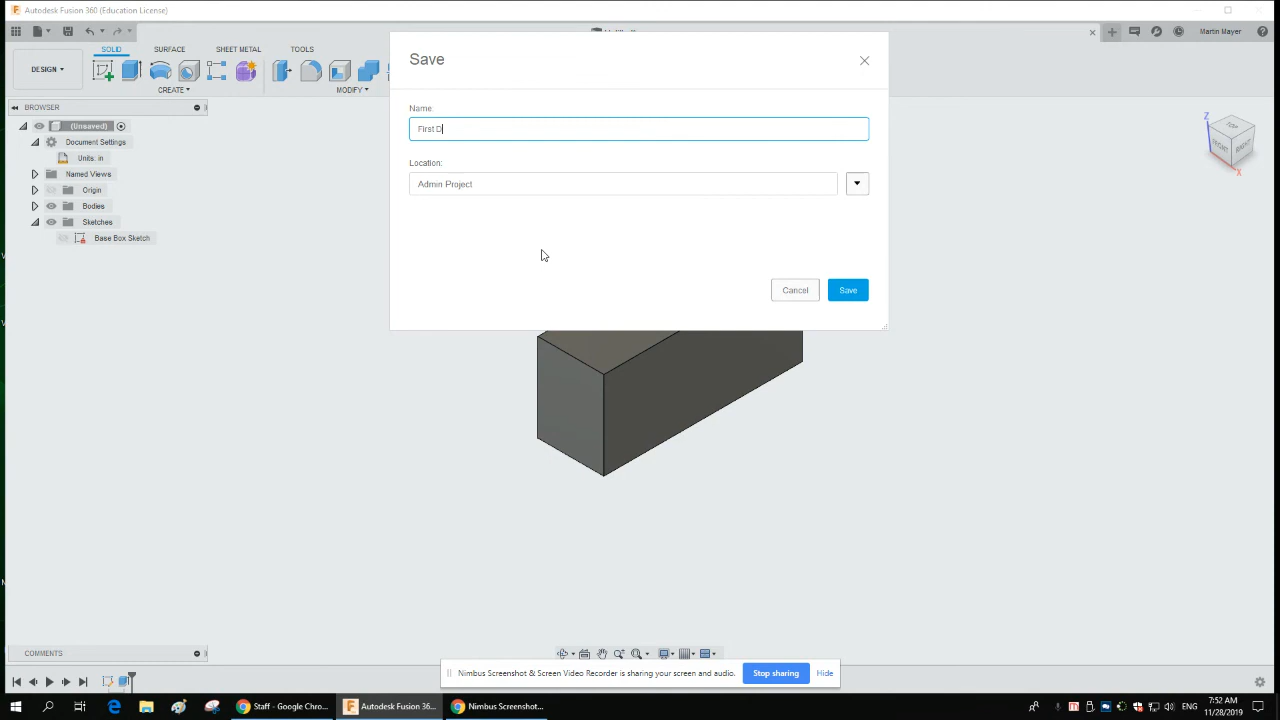 Autodesk Fusion 360 (Education License)
Martin Mayer
SOLID SURFACE SHEET METAL TOOLS
DESIGN
CREATE MODIFY
BROWSER
(Unsaved)
Document Settings
Units: in
Named Views
Origin
Bodies
Sketches
Base Box Sketch
Save
Name:
First D
Location:
Admin Project
Cancel Save
Z
TOP
FRONT RIGHT
X
COMMENTS
Nimbus Screenshot & Screen Video Recorder is sharing your screen and audio. Stop sharing Hide
Staff - Google Chro... Autodesk Fusion 36... Nimbus Screenshot...
ENG
7:52 AM
11/28/2019